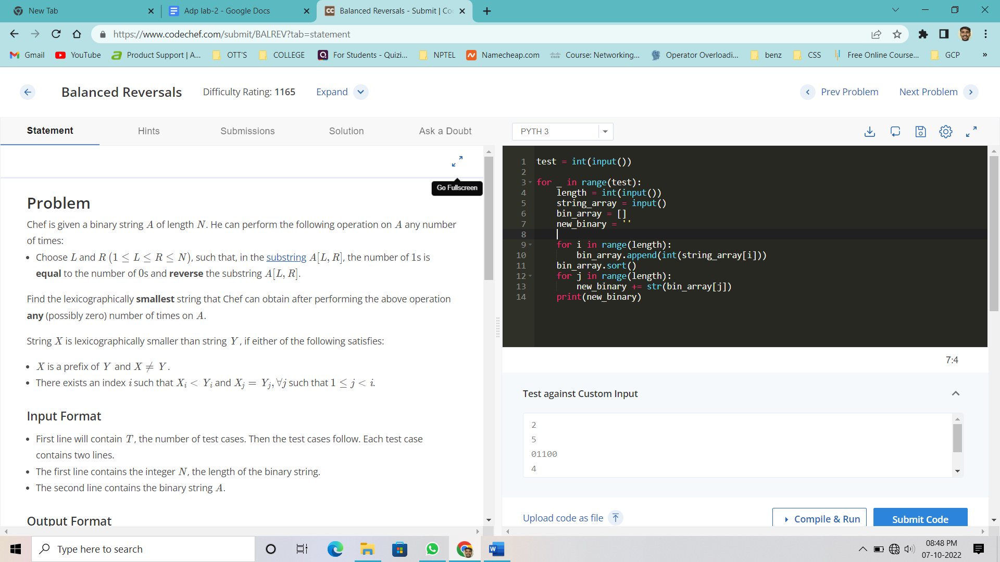 New Tab
Adp lab-2 - Google Docs
Balanced Reversals - Submit | Co
https://www.codechef.com/submit/BALREV?tab=statement
Gmail
YouTube
Product Support | A...
OTT'S
COLLEGE
For Students - Quizi...
NPTEL
Namecheap.com
Course: Networking...
Operator Overloadi...
benz
CSS
Free Online Course...
GCP
»
Balanced Reversals
Difficulty Rating: 1165
Expand
Prev Problem
Next Problem
Statement
Hints
Submissions
Solution
Ask a Doubt
Go Fullscreen
Problem
Chef is given a binary string A of length N. He can perform the following operation on A any number
of times:
• Choose L and R (1 ≤ L ≤ R ≤ N), such that, in the substring A[L, R], the number of 1s is
equal to the number of 0s and reverse the substring A[L, R].
Find the lexicographically smallest string that Chef can obtain after performing the above operation
any (possibly zero) number of times on A.
String X is lexicographically smaller than string Y, if either of the following satisfies:
• X is a prefix of Y and X ≠ Y.
• There exists an index i such that Xᵢ < Yᵢ and Xⱼ = Yⱼ, ∀j such that 1 ≤ j < i.
Input Format
• First line will contain T, the number of test cases. Then the test cases follow. Each test case
contains two lines.
• The first line contains the integer N, the length of the binary string.
• The second line contains the binary string A.
Output Format
PYTH 3
1 test = int(input())
2
3 for _ in range(test):
4     length = int(input())
5     string_array = input()
6     bin_array = []
7     new_binary = ''
8
9     for i in range(length):
10         bin_array.append(int(string_array[i]))
11     bin_array.sort()
12     for j in range(length):
13         new_binary += str(bin_array[j])
14     print(new_binary)
7:4
Test against Custom Input
2
5
01100
4
Upload code as file
Compile & Run
Submit Code
Type here to search
08:48 PM
07-10-2022